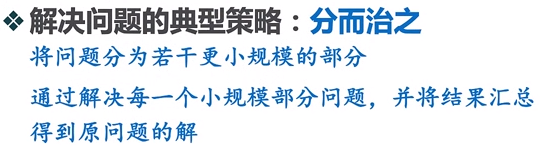 ❖解决问题的典型策略：分而治之
将问题分为若干更小规模的部分
通过解决每一个小规模部分问题，并将结果汇总
得到原问题的解